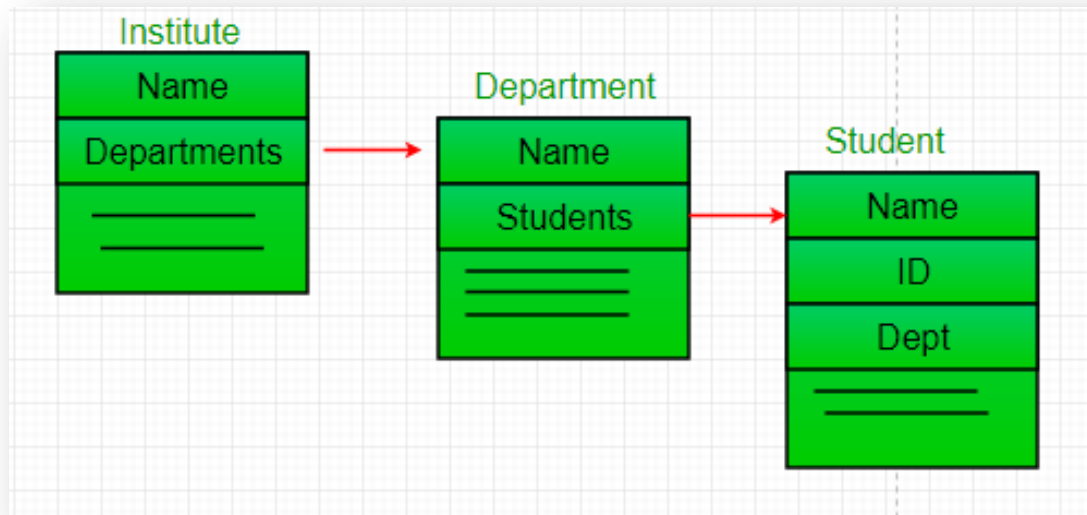 Institute
Name
Departments
Department
Name
Students
Student
Name
ID
Dept